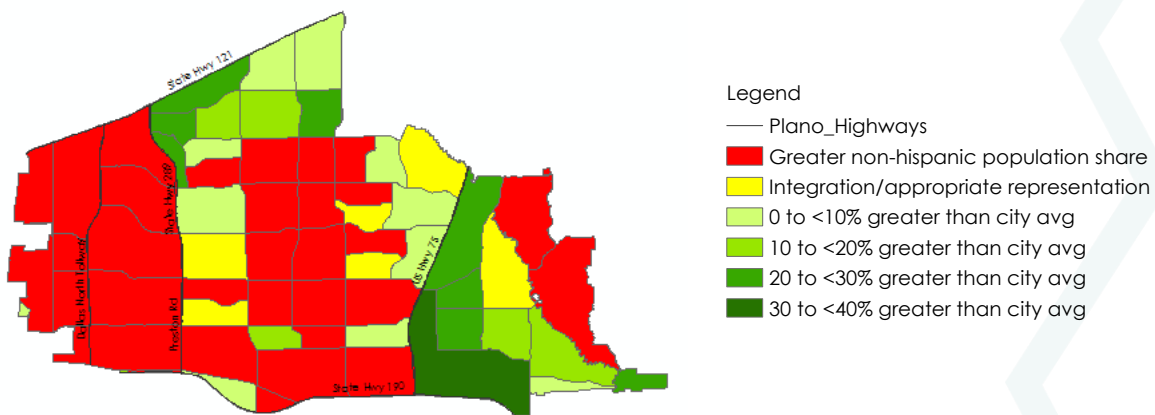 State Hwy 121
State Hwy 289
US Hwy 75
Dallas North Tollway
Preston Rd
State Hwy 190
Legend
Plano_Highways
Greater non-hispanic population share
Integration/appropriate representation
0 to <10% greater than city avg
10 to <20% greater than city avg
20 to <30% greater than city avg
30 to <40% greater than city avg